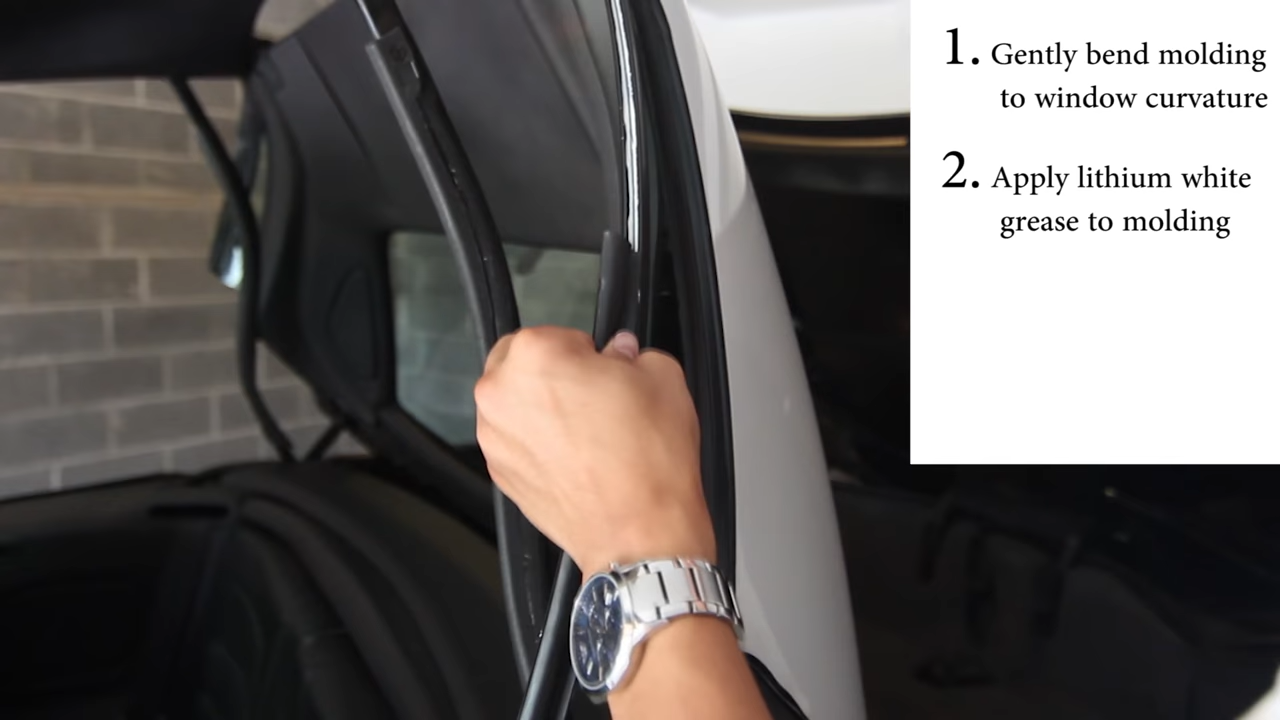 1. Gently bend molding
to window curvature
2. Apply lithium white
grease to molding